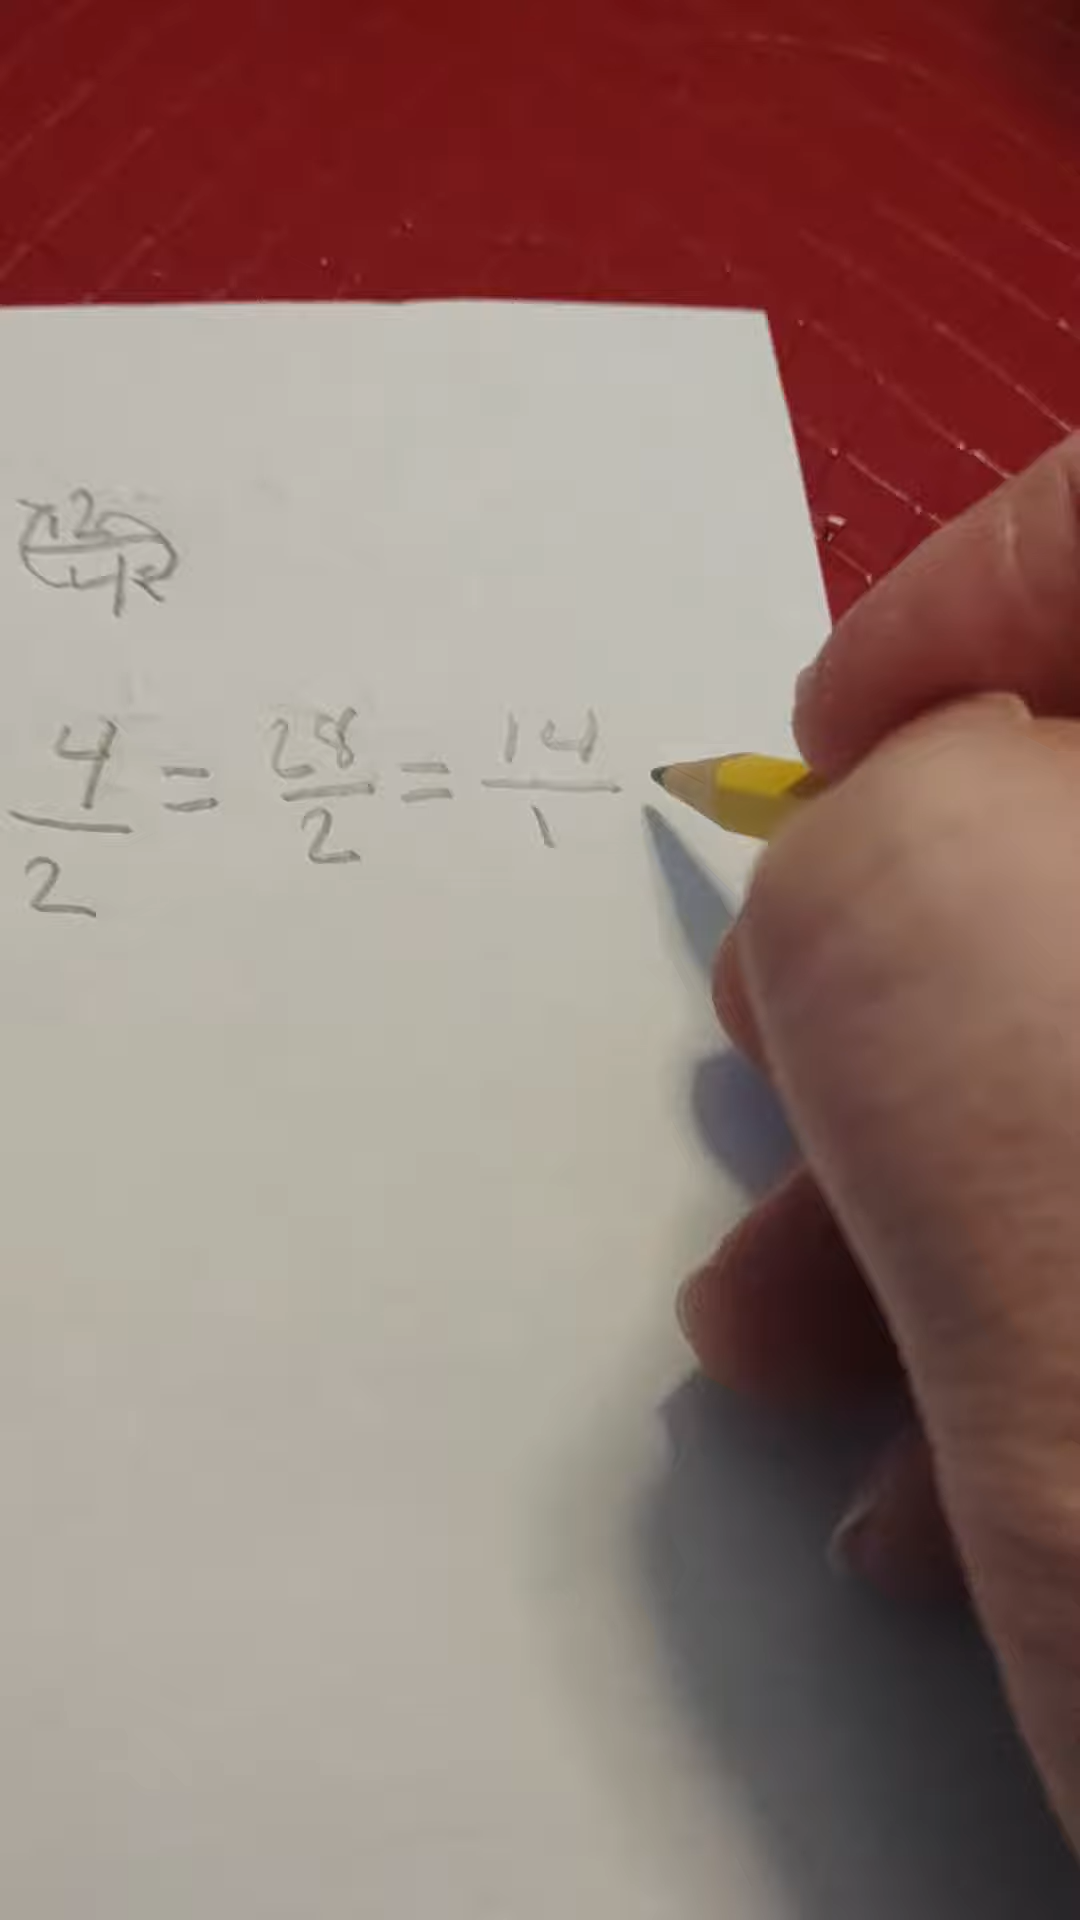 4/2 = 28/2 = 14/1